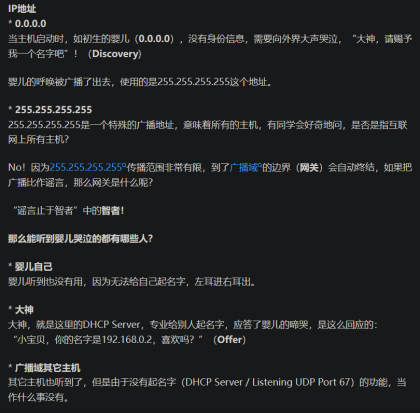 IP地址
* 0.0.0.0
当主机启动时，如初生的婴儿（0.0.0.0），没有身份信息，需要向外界大声哭泣，“大神，请赐予
我一个名字吧”！（Discovery)
婴儿的呼唤被广播了出去，使用的是255.255.255.255这个地址。
* 255.255.255.255
255.255.255.255是一个特殊的广播地址，意味着所有的主机，有同学会好奇地问，是否是指互联
网上所有主机？
No！因为255.255.255.255传播范围非常有限，到了广播域的边界（网关）会自动终结，如果把
广播比作谣言，那么网关是什么呢？
“谣言止于智者”中的智者！
那么能听到婴儿哭泣的都有哪些人？
* 婴儿自己
婴儿听到也没有用，因为无法给自己起名字，左耳进右耳出。
* 大神
大神，就是这里的DHCP Server，专业给别人起名字，应答了婴儿的啼哭，是这么回应的：
“小宝贝，你的名字是192.168.0.2，喜欢吗？”（Offer）
* 广播域其它主机
其它主机也听到了，但是由于没有起名字（DHCP Server / Listening UDP Port 67）的功能，当
作什么事没有。